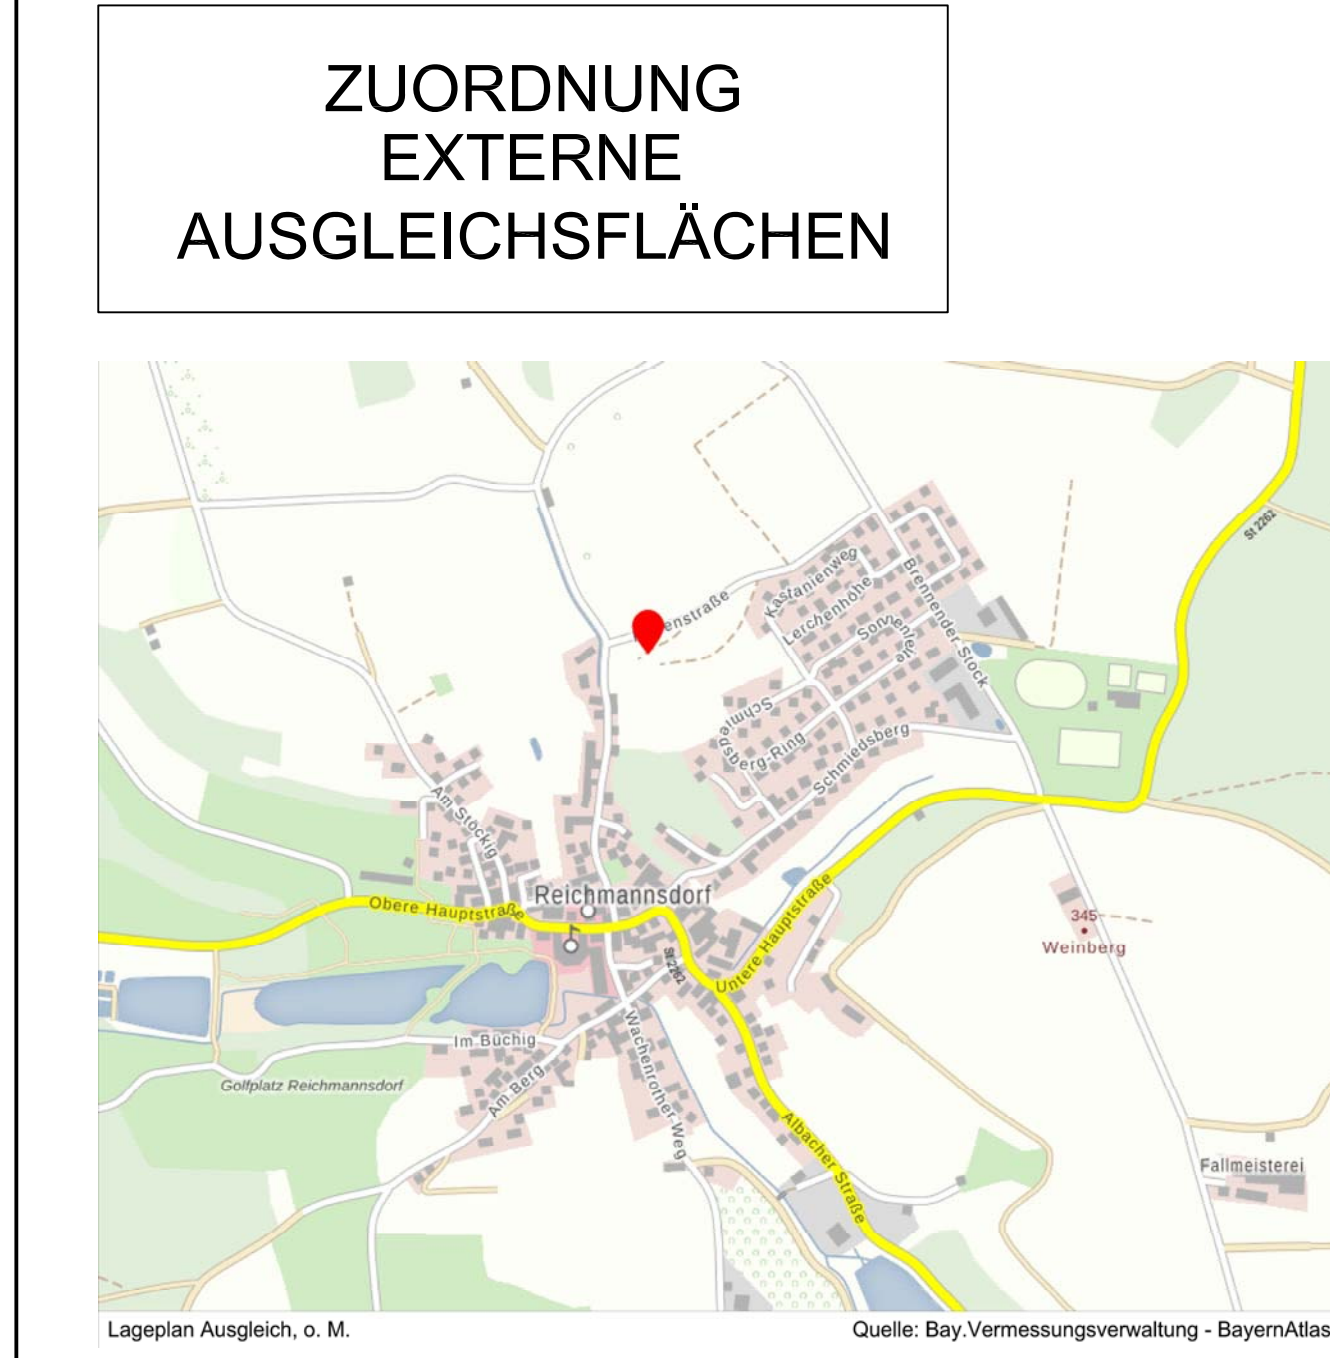 ZUORDNUNG
EXTERNE
AUSGLEICHSFLÄCHEN
St 2262
Kastanienweg
Lerchenhöhe
Brennender-Stock
enstraße
Sonnenleite
Schmiedsberg-Ring
Schmiedsberg
Am Stöckig
Reichmannsdorf
Obere Hauptstraße
Untere Hauptstraße
St 2262
345
Weinberg
Im Büchig
Wachenrother Weg
Golfplatz Reichmannsdorf
Am Berg
Albacher Straße
Fallmeisterei
Lageplan Ausgleich, o. M.
Quelle: Bay.Vermessungsverwaltung - BayernAtlas